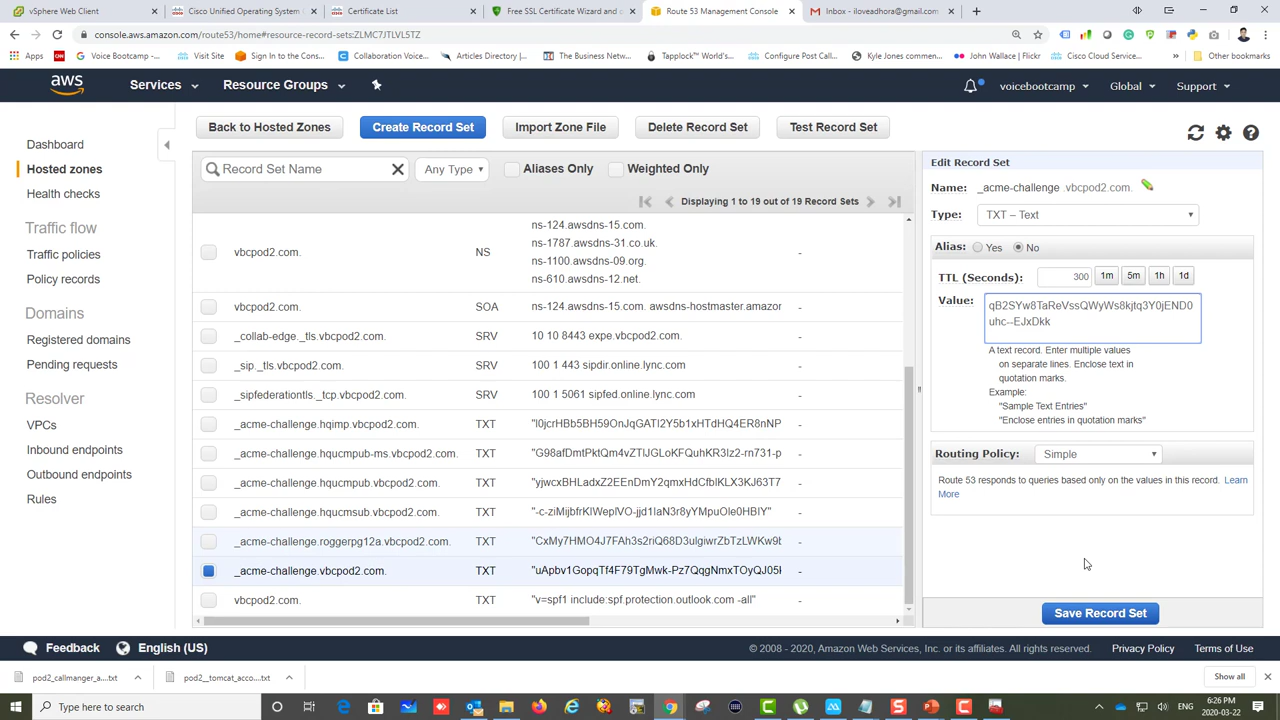 vSphere Web Client
Cisco Unified Operating System
Certificate List
Free SSL Certificate Wizard and o
Route 53 Management Console
Inbox - iloveadhora@gmail.com
console.aws.amazon.com/route53/home#resource-record-sets:ZLMC7JTLVL5TZ
Apps
Voice Bootcamp -...
Visit Site
Sign In to the Cons...
Collaboration Voice...
Articles Directory |...
The Business Netw...
Tapplock™ World's...
Configure Post Call...
Kyle Jones commen...
John Wallace | Flickr
Cisco Cloud Service...
Other bookmarks
aws
Services
Resource Groups
voicebootcamp
Global
Support
Dashboard
Hosted zones
Health checks
Traffic flow
Traffic policies
Policy records
Domains
Registered domains
Pending requests
Resolver
VPCs
Inbound endpoints
Outbound endpoints
Rules
Back to Hosted Zones
Create Record Set
Import Zone File
Delete Record Set
Test Record Set
Record Set Name
Any Type
Aliases Only
Weighted Only
Displaying 1 to 19 out of 19 Record Sets
ns-124.awsdns-15.com.
vbcpod2.com. NS ns-1787.awsdns-31.co.uk. -
ns-1100.awsdns-09.org.
ns-610.awsdns-12.net.
vbcpod2.com. SOA ns-124.awsdns-15.com. awsdns-hostmaster.amazon -
_collab-edge._tls.vbcpod2.com. SRV 10 10 8443 expe.vbcpod2.com -
_sip._tls.vbcpod2.com. SRV 100 1 443 sipdir.online.lync.com -
_sipfederationtls._tcp.vbcpod2.com. SRV 100 1 5061 sipfed.online.lync.com -
_acme-challenge.hqimp.vbcpod2.com. TXT -
_acme-challenge.hqucmpub-ms.vbcpod2.com. TXT -
_acme-challenge.hqucmpub.vbcpod2.com. TXT -
_acme-challenge.hqucmsub.vbcpod2.com. TXT -
_acme-challenge.roggerpg12a.vbcpod2.com. TXT -
_acme-challenge.vbcpod2.com. TXT -
vbcpod2.com. TXT "v=spf1 include:spf.protection.outlook.com -all" -
Edit Record Set
Name: _acme-challenge .vbcpod2.com.
Type: TXT – Text
Alias: Yes No
TTL (Seconds): 300 1m 5m 1h 1d
Value: qB2SYw8TaReVssQWyWs8kjtq3Y0jEND0
uhc--EJxDkk
A text record. Enter multiple values
on separate lines. Enclose text in
quotation marks.
Example:
"Sample Text Entries"
"Enclose entries in quotation marks"
Routing Policy: Simple
Route 53 responds to queries based only on the values in this record. Learn
More
Save Record Set
Feedback
English (US)
© 2008 - 2020, Amazon Web Services, Inc. or its affiliates. All rights reserved.
Privacy Policy
Terms of Use
pod2_callmanger_a....txt
pod2__tomcat_acco....txt
Show all
Type here to search
ENG
6:26 PM
2020-03-22